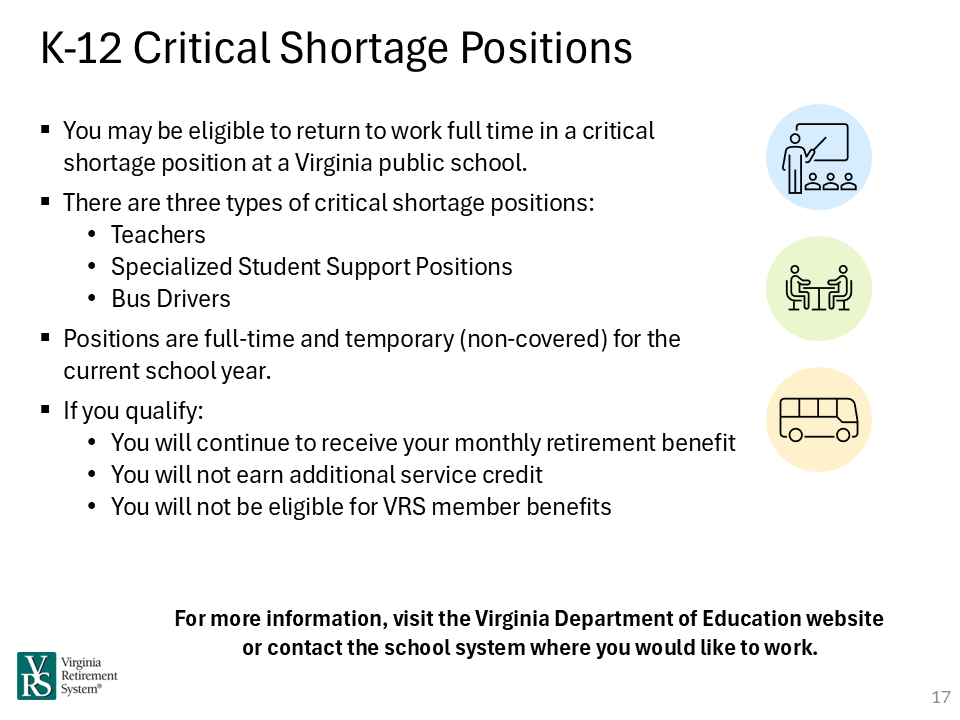 K-12 Critical Shortage Positions
▪ You may be eligible to return to work full time in a critical
shortage position at a Virginia public school.
▪ There are three types of critical shortage positions:
• Teachers
• Specialized Student Support Positions
• Bus Drivers
▪ Positions are full-time and temporary (non-covered) for the
current school year.
▪ If you qualify:
• You will continue to receive your monthly retirement benefit
• You will not earn additional service credit
• You will not be eligible for VRS member benefits
For more information, visit the Virginia Department of Education website
or contact the school system where you would like to work.
VRS
Virginia
Retirement
System®
17